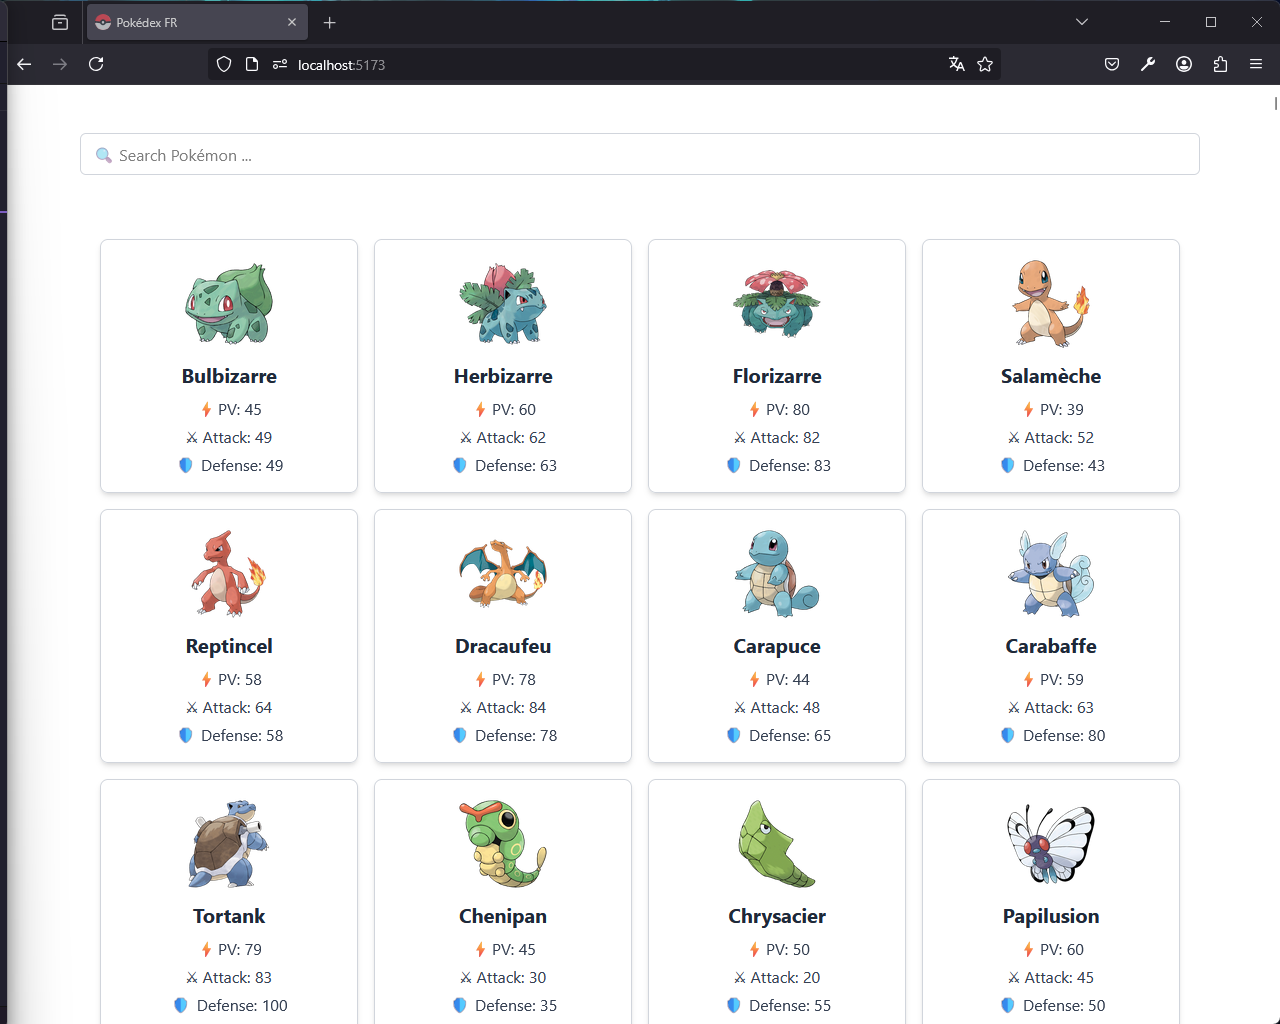 Pokédex FR
localhost:5173
Search Pokémon ...
Bulbizarre
PV: 45
Attack: 49
Defense: 49
Herbizarre
PV: 60
Attack: 62
Defense: 63
Florizarre
PV: 80
Attack: 82
Defense: 83
Salamèche
PV: 39
Attack: 52
Defense: 43
Reptincel
PV: 58
Attack: 64
Defense: 58
Dracaufeu
PV: 78
Attack: 84
Defense: 78
Carapuce
PV: 44
Attack: 48
Defense: 65
Carabaffe
PV: 59
Attack: 63
Defense: 80
Tortank
PV: 79
Attack: 83
Defense: 100
Chenipan
PV: 45
Attack: 30
Defense: 35
Chrysacier
PV: 50
Attack: 20
Defense: 55
Papilusion
PV: 60
Attack: 45
Defense: 50